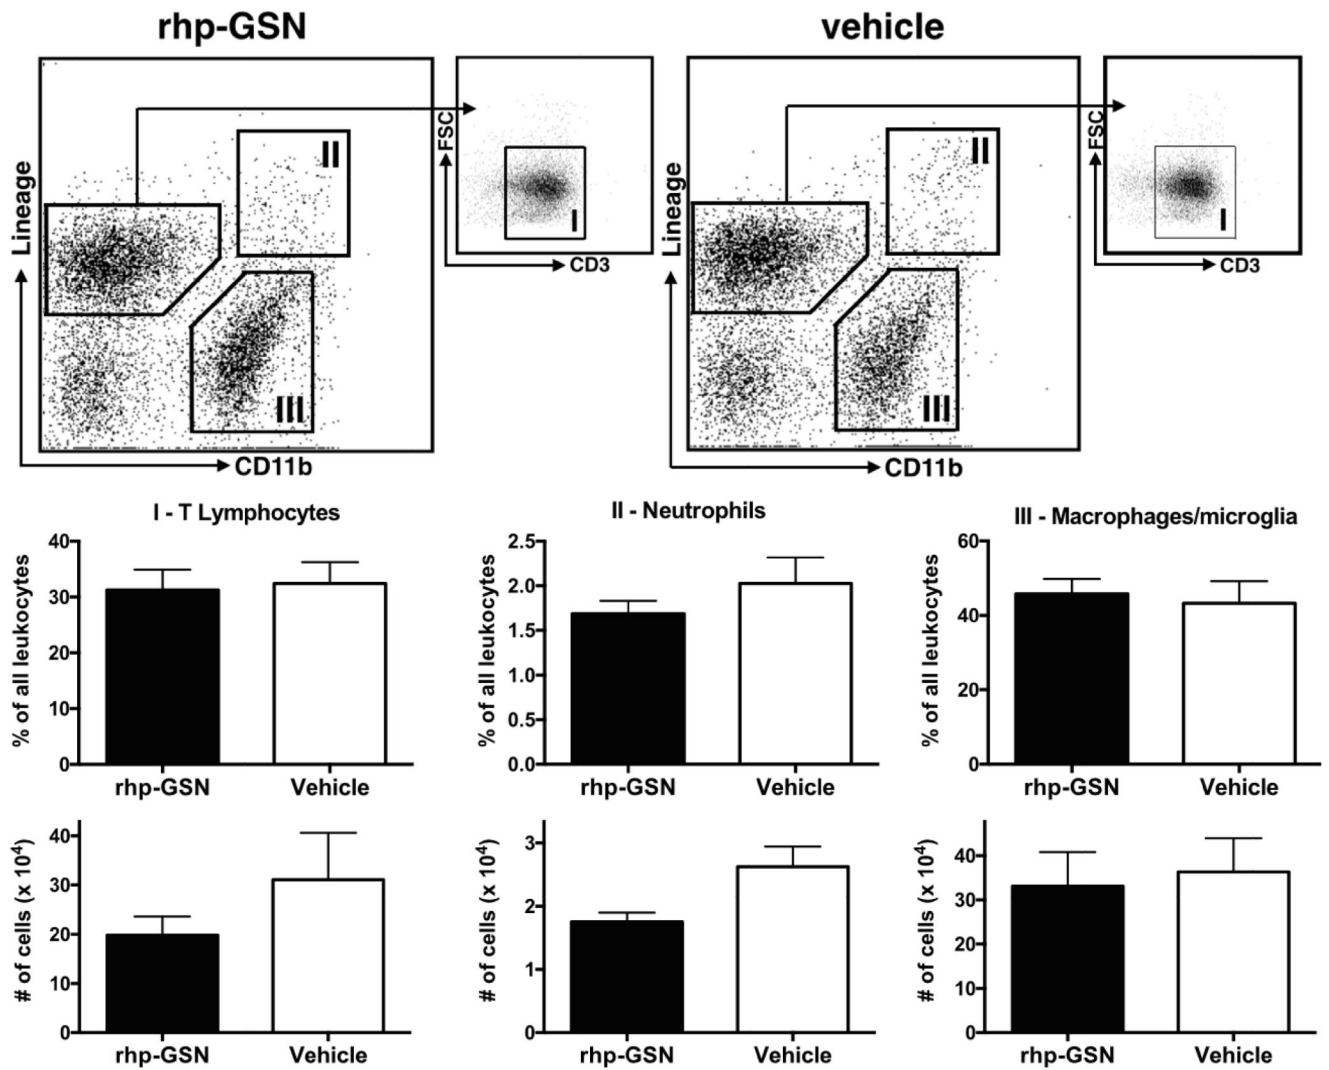 rhp-GSN
vehicle
Lineage
CD11b
II
III
FSC
CD3
I
Lineage
CD11b
II
III
FSC
CD3
I
I - T Lymphocytes
% of all leukocytes
40
30
20
10
0
rhp-GSN Vehicle
II - Neutrophils
% of all leukocytes
2.5
2.0
1.5
1.0
0.5
0.0
rhp-GSN Vehicle
III - Macrophages/microglia
% of all leukocytes
60
40
20
0
rhp-GSN Vehicle
# of cells (x 10⁴)
40
30
20
10
0
rhp-GSN Vehicle
# of cells (x 10⁴)
3
2
1
0
rhp-GSN Vehicle
# of cells (x 10⁴)
40
30
20
10
0
rhp-GSN Vehicle